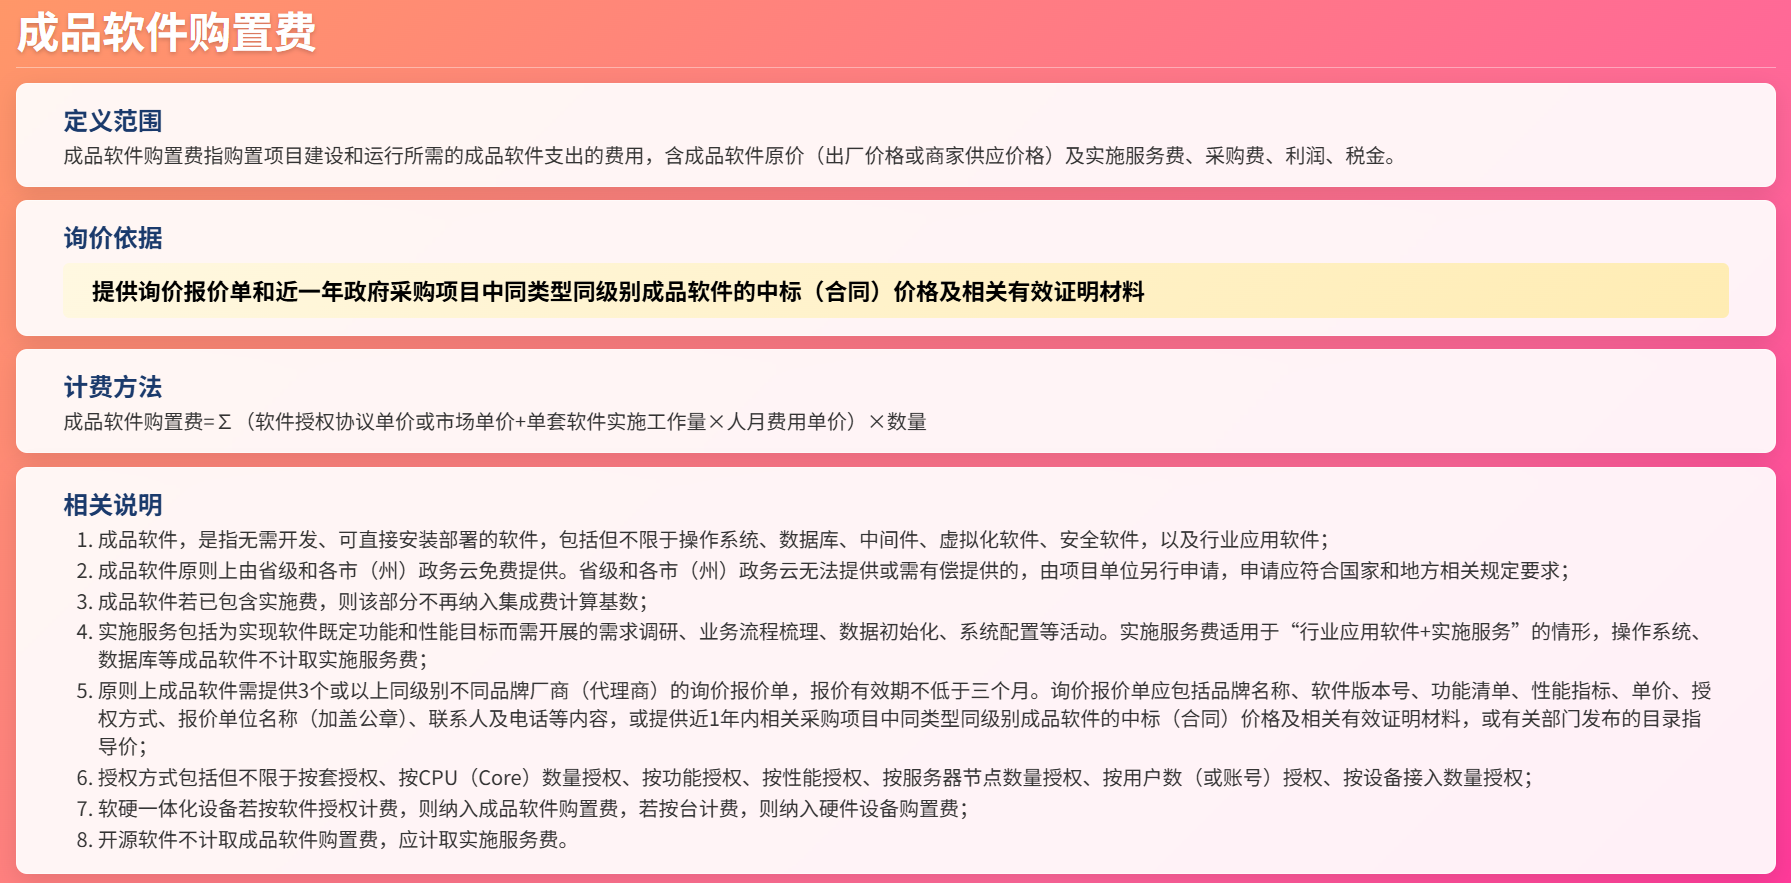 成品软件购置费
定义范围
成品软件购置费指购置项目建设和运行所需的成品软件支出的费用，含成品软件原价（出厂价格或商家供应价格）及实施服务费、采购费、利润、税金。
询价依据
提供询价报价单和近一年政府采购项目中同类型同级别成品软件的中标（合同）价格及相关有效证明材料
计费方法
成品软件购置费=Σ（软件授权协议单价或市场单价+单套软件实施工作量×人月费用单价）×数量
相关说明
1. 成品软件，是指无需开发、可直接安装部署的软件，包括但不限于操作系统、数据库、中间件、虚拟化软件、安全软件，以及行业应用软件；
2. 成品软件原则上由省级和各市（州）政务云免费提供。省级和各市（州）政务云无法提供或需有偿提供的，由项目单位另行申请，申请应符合国家和地方相关规定要求；
3. 成品软件若已包含实施费，则该部分不再纳入集成费计算基数；
4. 实施服务包括为实现软件既定功能和性能目标而需开展的需求调研、业务流程梳理、数据初始化、系统配置等活动。实施服务费适用于“行业应用软件+实施服务”的情形，操作系统、
数据库等成品软件不计取实施服务费；
5. 原则上成品软件需提供3个或以上同级别不同品牌厂商（代理商）的询价报价单，报价有效期不低于三个月。询价报价单应包括品牌名称、软件版本号、功能清单、性能指标、单价、授
权方式、报价单位名称（加盖公章）、联系人及电话等内容，或提供近1年内相关采购项目中同类型同级别成品软件的中标（合同）价格及相关有效证明材料，或有关部门发布的目录指
导价；
6. 授权方式包括但不限于按套授权、按CPU（Core）数量授权、按功能授权、按性能授权、按服务器节点数量授权、按用户数（或账号）授权、按设备接入数量授权；
7. 软硬一体化设备若按软件授权计费，则纳入成品软件购置费，若按台计费，则纳入硬件设备购置费；
8. 开源软件不计取成品软件购置费，应计取实施服务费。